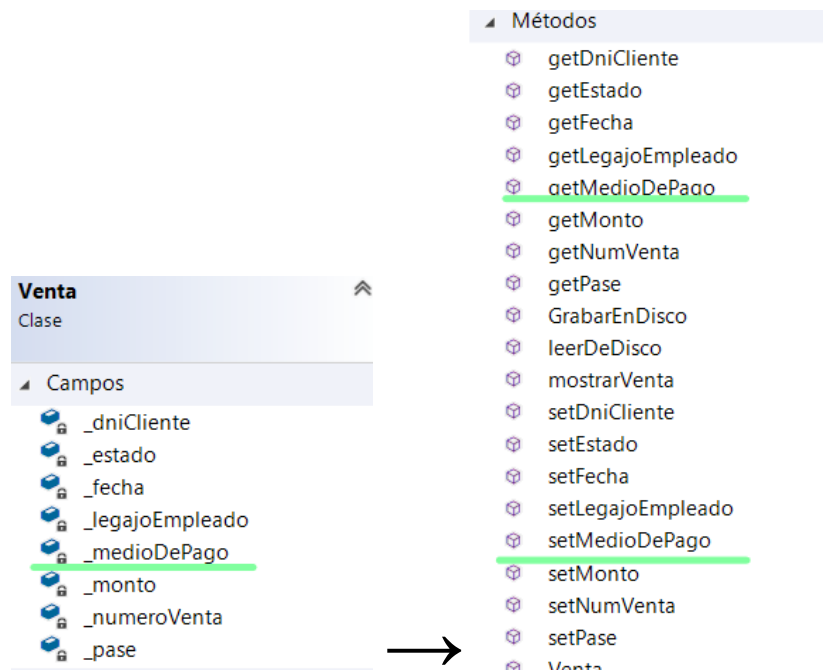 Venta
Clase
Campos
_dniCliente
_estado
_fecha
_legajoEmpleado
_medioDePago
_monto
_numeroVenta
_pase
Métodos
getDniCliente
getEstado
getFecha
getLegajoEmpleado
getMedioDePago
getMonto
getNumVenta
getPase
GrabarEnDisco
leerDeDisco
mostrarVenta
setDniCliente
setEstado
setFecha
setLegajoEmpleado
setMedioDePago
setMonto
setNumVenta
setPase
Venta